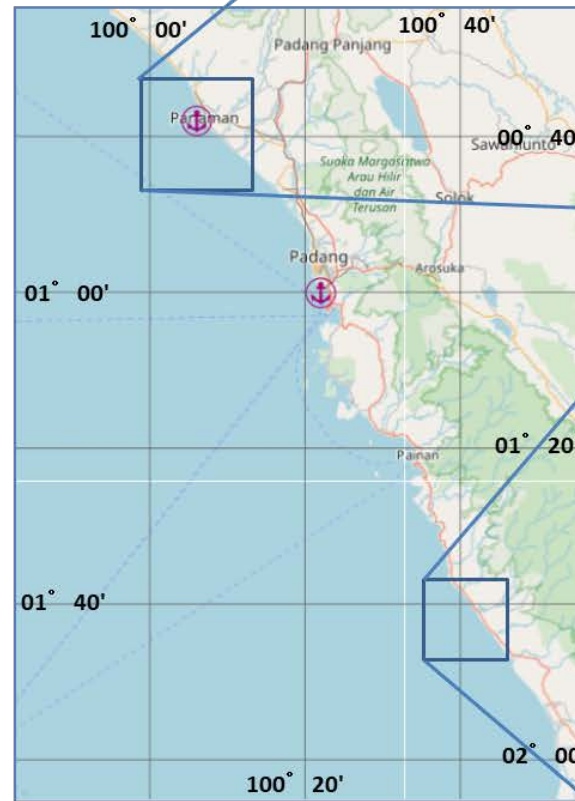 100° 00'
100° 40'
Padang Panjang
Pariaman
00° 40
Sawahlunto
Suaka Margasatwa
Arau Hilir
dan Air
Terusan
Solok
Padang
Arosuka
01° 00'
01° 20
Painan
01° 40'
02° 00
100° 20'